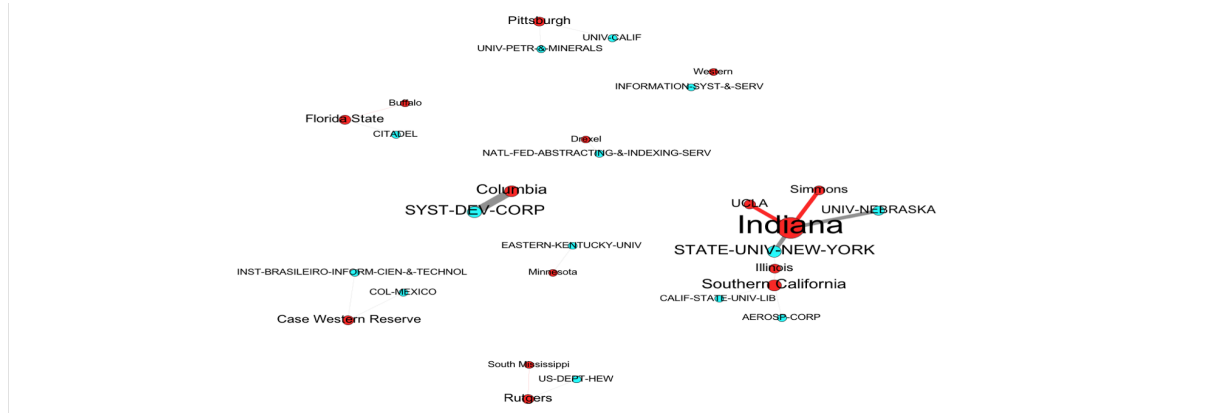 Pittsburgh
UNIV-CALIF
UNIV-PETR-&-MINERALS
Western
INFORMATION-SYST-&-SERV
Buffalo
Florida State
CITADEL
Drexel
NATL-FED-ABSTRACTING-&-INDEXING-SERV
Columbia
SYST-DEV-CORP
Simmons
UCLA
UNIV-NEBRASKA
Indiana
STATE-UNIV-NEW-YORK
EASTERN-KENTUCKY-UNIV
Minnesota
Illinois
Southern California
CALIF-STATE-UNIV-LIB
AEROSP-CORP
INST-BRASILEIRO-INFORM-CIEN-&-TECHNOL
COL-MEXICO
Case Western Reserve
South Mississippi
US-DEPT-HEW
Rutgers